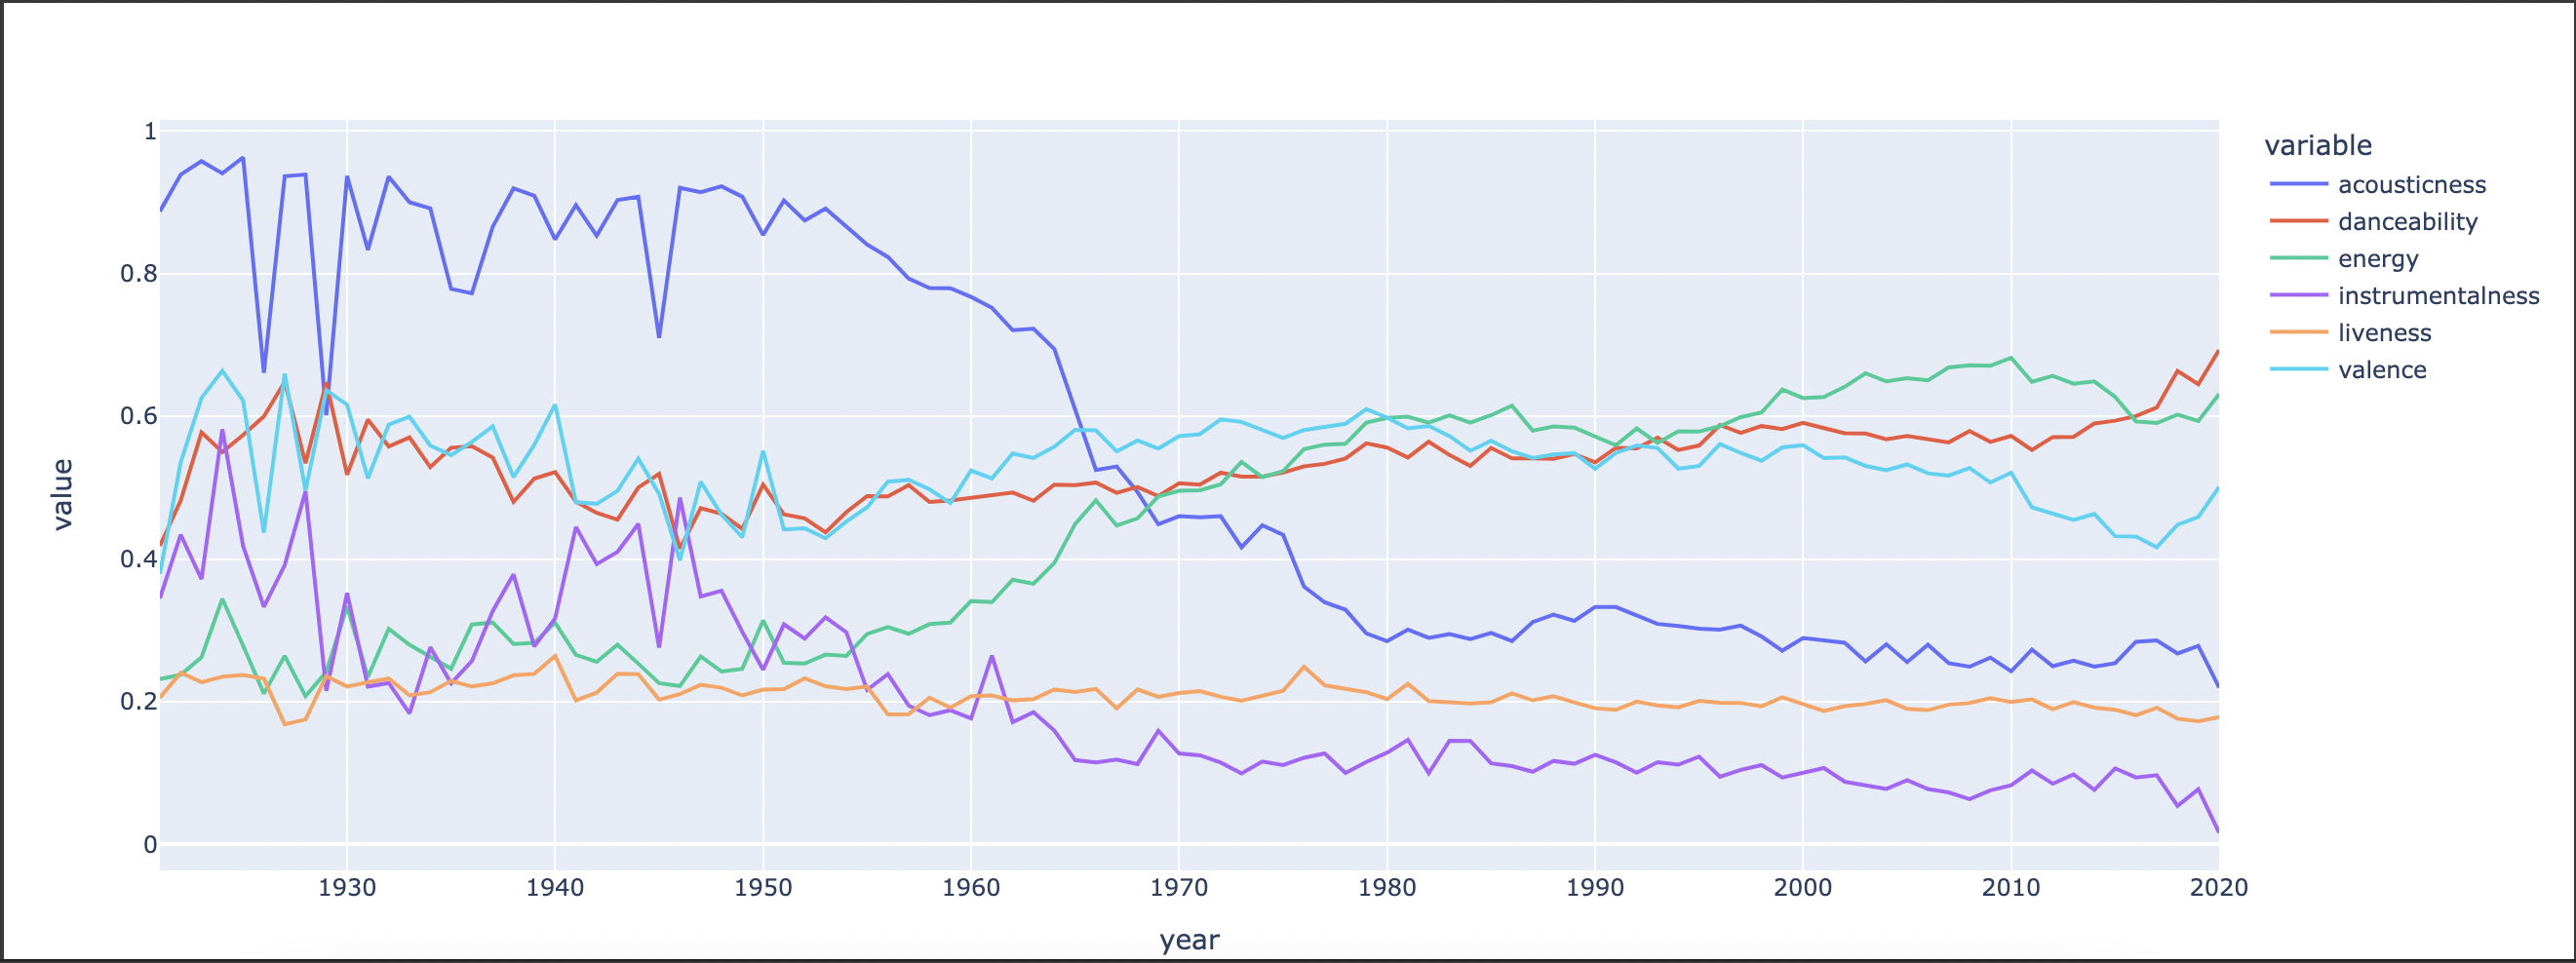 1
0.8
0.6
0.4
0.2
0
value
1930 1940 1950 1960 1970 1980 1990 2000 2010 2020
year
variable
acousticness
danceability
energy
instrumentalness
liveness
valence